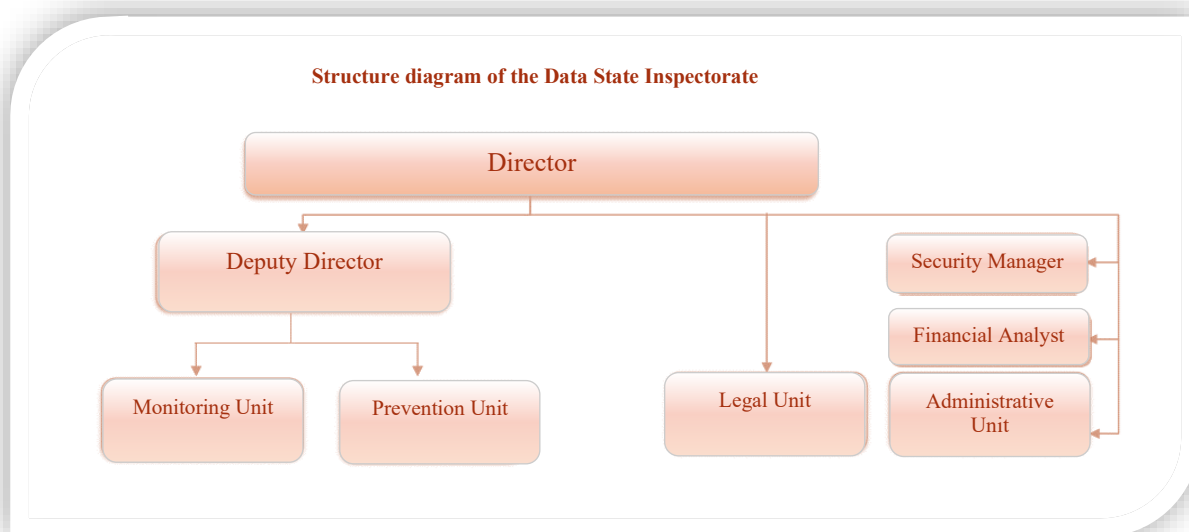 Structure diagram of the Data State Inspectorate
Director
Deputy Director
Security Manager
Financial Analyst
Monitoring Unit
Prevention Unit
Legal Unit
Administrative
Unit